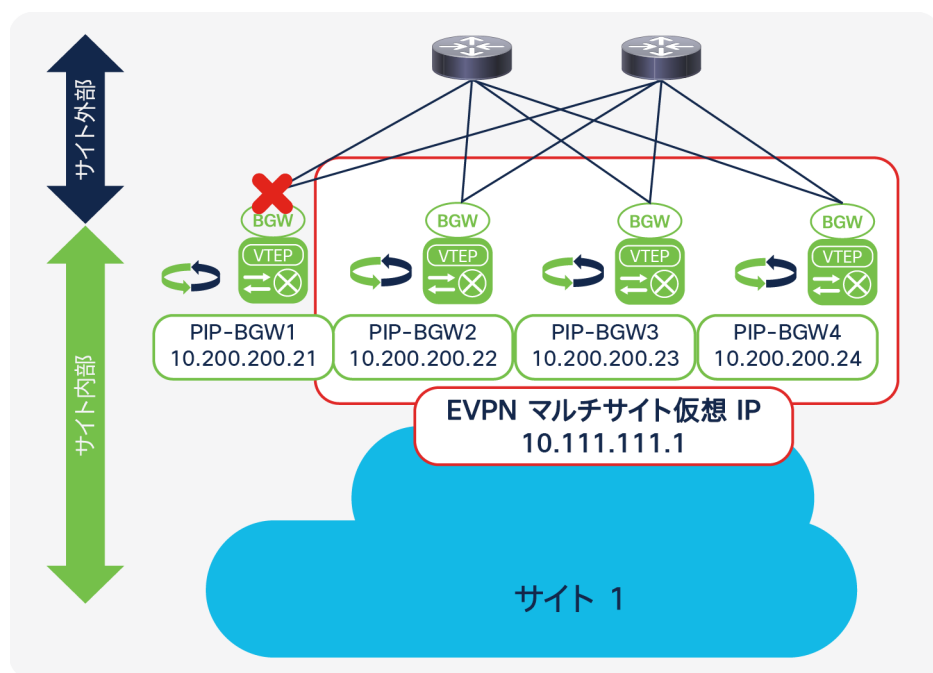 サイト外部
サイト内部
BGW
VTEP
PIP-BGW1
10.200.200.21
BGW
VTEP
PIP-BGW2
10.200.200.22
BGW
VTEP
PIP-BGW3
10.200.200.23
BGW
VTEP
PIP-BGW4
10.200.200.24
EVPN マルチサイト仮想 IP
10.111.111.1
サイト 1